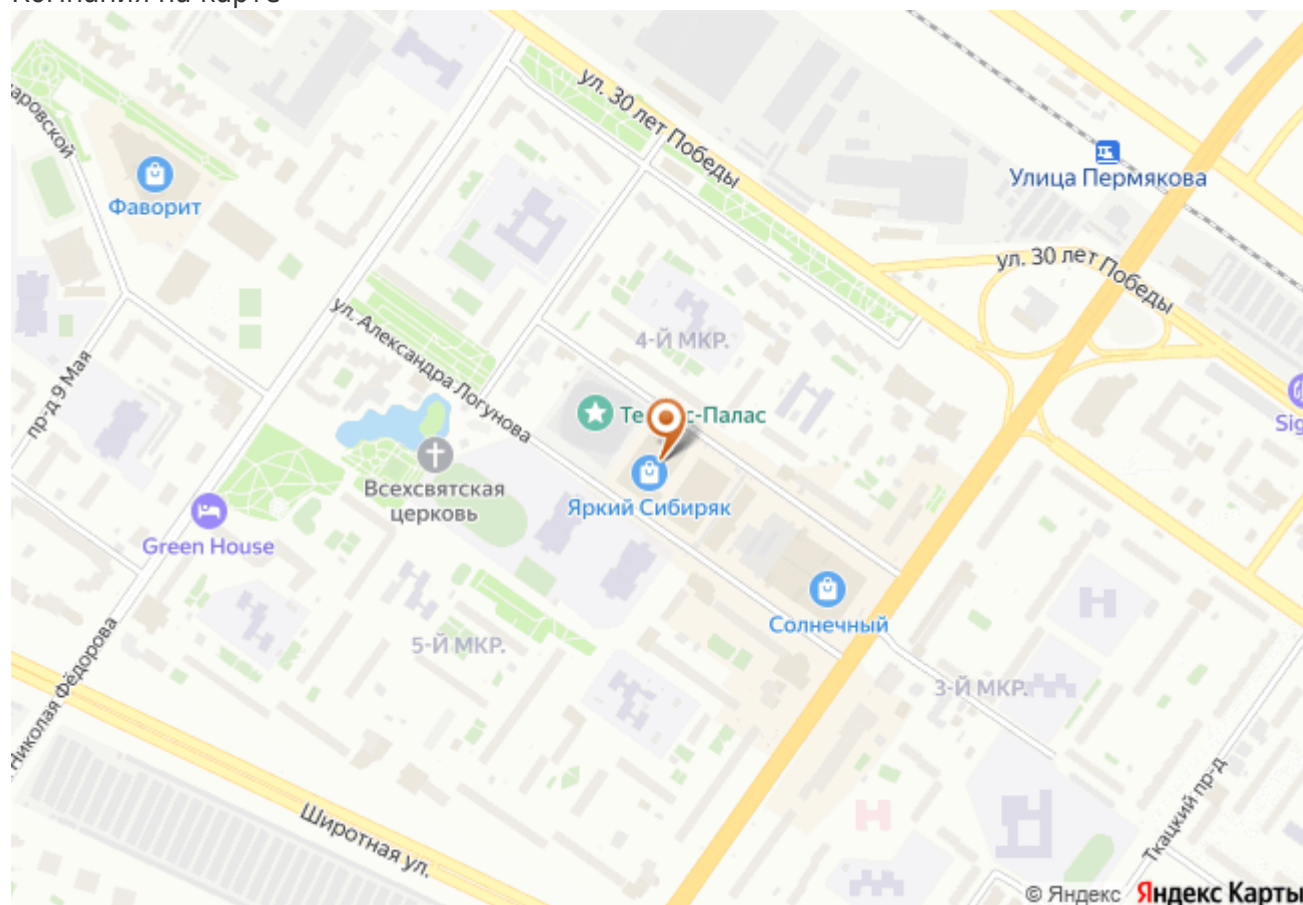 ул. 30 лет Победы
Улица Пермякова
Фаворит
ул. 30 лет Победы
ул. Александра Логунова
4-Й МКР.
пр-д 9 Мая
Всехсвятская
церковь
Яркий Сибиряк
Green House
Солнечный
5-Й МКР.
3-Й МКР.
Николая Фёдорова
Широтная ул.
Ткацкий пр-д
© Яндекс Яндекс Карты